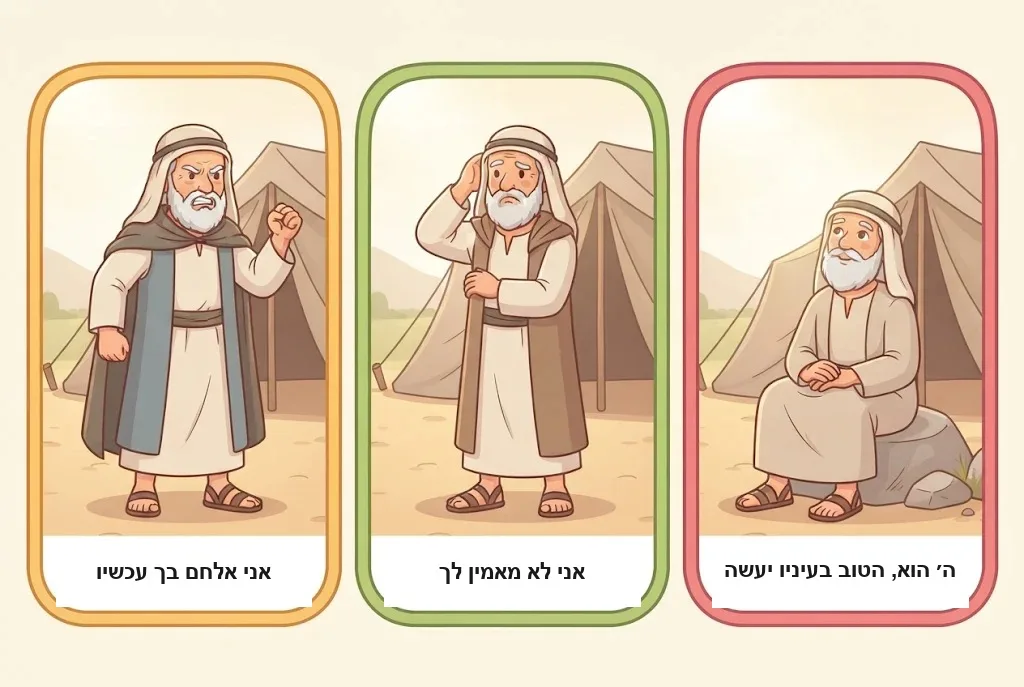 ה׳ הוא, הטוב בעיניו יעשה
אני לא מאמין לך
אני אלחם בך עכשיו